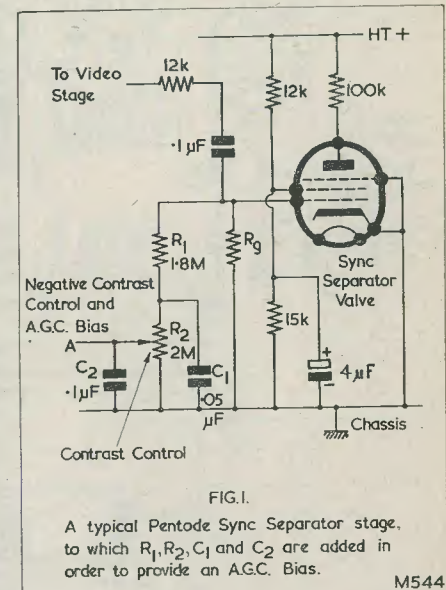 HT +
12k
To Video
Stage
12k
100k
·1μF
R1
1·8M
Rg
Sync
Separator
Valve
Negative Contrast
Control and
A.G.C. Bias
A
R2
2M
15k
C2
·1μF
C1
·05
μF
+
4μF
-
Contrast Control
Chassis
FIG.1.
A typical Pentode Sync Separator stage,
to which R1,R2,C1 and C2 are added in
order to provide an A.G.C. Bias.
M544